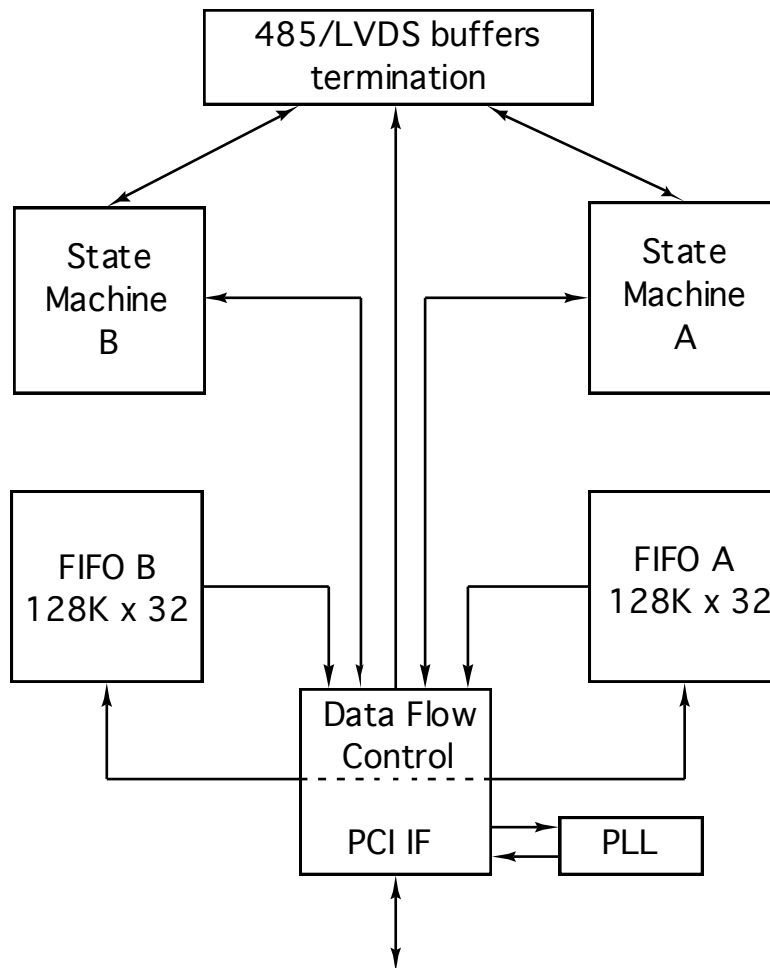 485/LVDS buffers
termination
State
Machine
B
State
Machine
A
FIFO B
128K x 32
FIFO A
128K x 32
Data Flow
Control
PCI IF
PLL